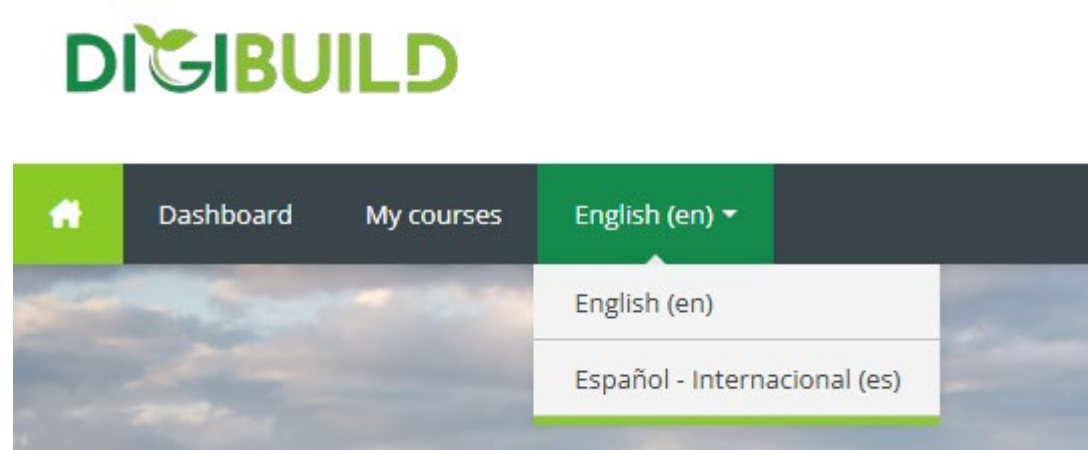 DIGIBUILD
Dashboard My courses English (en)
English (en)
Español - Internacional (es)